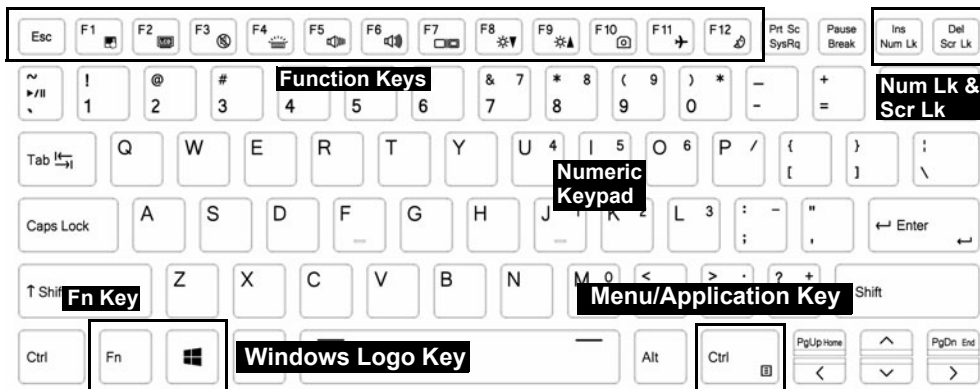 Esc F1 F2 F3 F4 F5 F6 F7 F8 F9 F10 F11 F12 Prt Sc Pause Ins Del
SysRq Break Num Lk Scr Lk
Function Keys
Num Lk &
Scr Lk
~ ! @ # & 7 * 8 ( 9 ) * _ +
` 1 2 3 4 5 6 7 8 9 0 - =
Tab Q W E R T Y U 4 I 5 O 6 P / { } ¦
[ ] \
Numeric
Keypad
Caps Lock A S D F G H J 1 K 2 L 3 : - " Enter
; '
Shift Z X C V B N M 0 < > . ? + Shift
Fn Key
Menu/Application Key
Ctrl Fn Alt Ctrl PgUp Home PgDn End
Windows Logo Key